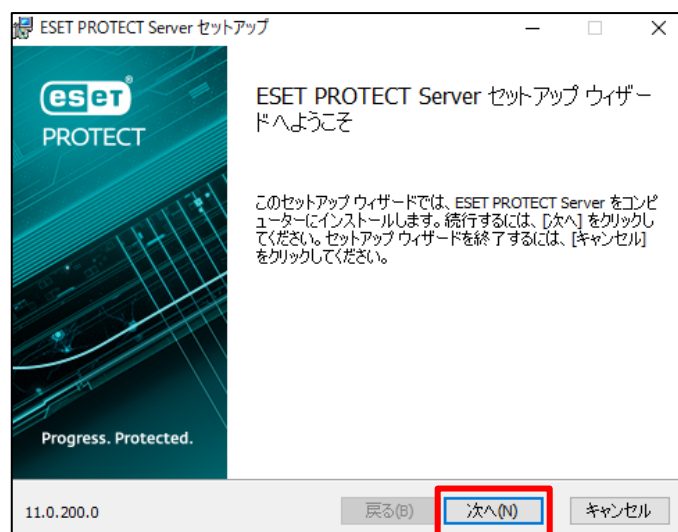 ESET PROTECT Server セットアップ
eset
PROTECT
ESET PROTECT Server セットアップ ウィザー
ドへようこそ
このセットアップ ウィザードでは、ESET PROTECT Server をコンピ
ューターにインストールします。続行するには、[次へ] をクリックし
てください。セットアップ ウィザードを終了するには、[キャンセル]
をクリックしてください。
Progress. Protected.
11.0.200.0
戻る(B)
次へ(N)
キャンセル